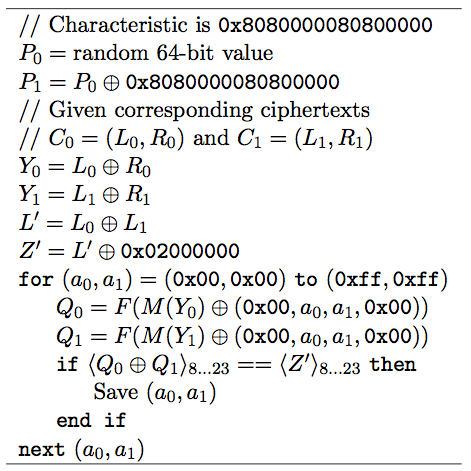 // Characteristic is 0x8080000080800000
P₀ = random 64-bit value
P₁ = P₀ ⊕ 0x8080000080800000
// Given corresponding ciphertexts
// C₀ = (L₀, R₀) and C₁ = (L₁, R₁)
Y₀ = L₀ ⊕ R₀
Y₁ = L₁ ⊕ R₁
L′ = L₀ ⊕ L₁
Z′ = L′ ⊕ 0x02000000
for (a₀, a₁) = (0x00, 0x00) to (0xff, 0xff)
Q₀ = F(M(Y₀) ⊕ (0x00, a₀, a₁, 0x00))
Q₁ = F(M(Y₁) ⊕ (0x00, a₀, a₁, 0x00))
if ⟨Q₀ ⊕ Q₁⟩₈…₂₃ == ⟨Z′⟩₈…₂₃ then
Save (a₀, a₁)
end if
next (a₀, a₁)